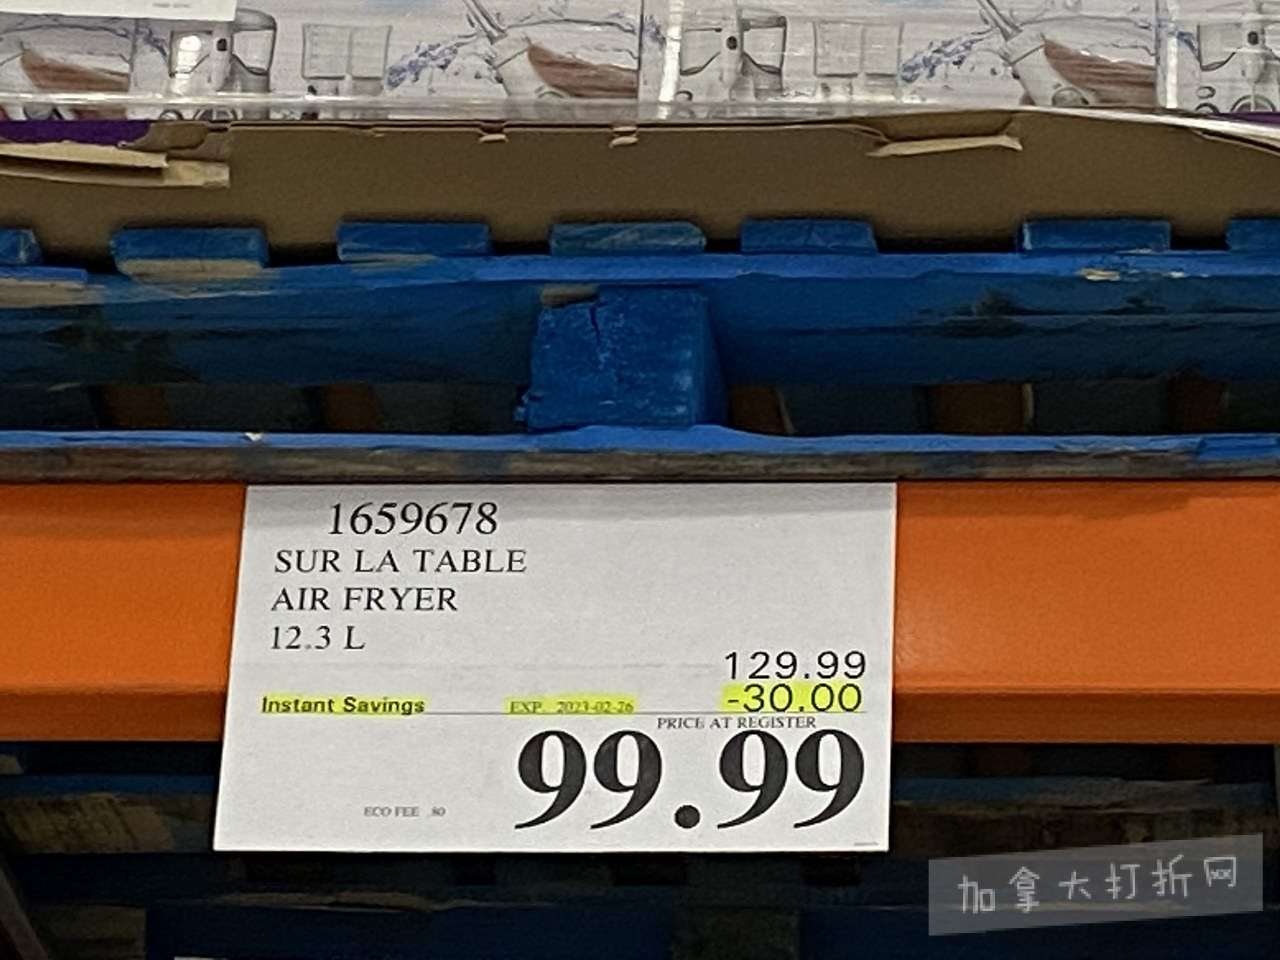 1659678
SUR LA TABLE
AIR FRYER
12.3 L
129.99
Instant Savings EXP. 2023-02-26 -30.00
PRICE AT REGISTER
99.99
ECO FEE .80
加拿大打折网